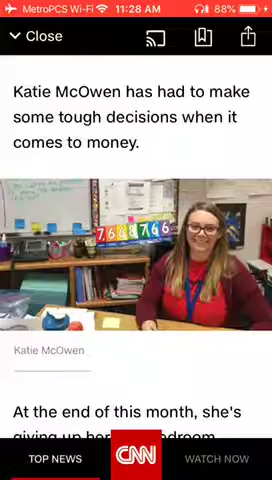 MetroPCS Wi-Fi 11:28 AM 88%
Close
Katie McOwen has had to make
some tough decisions when it
comes to money.
Katie McOwen
At the end of this month, she's
TOP NEWS CNN WATCH NOW